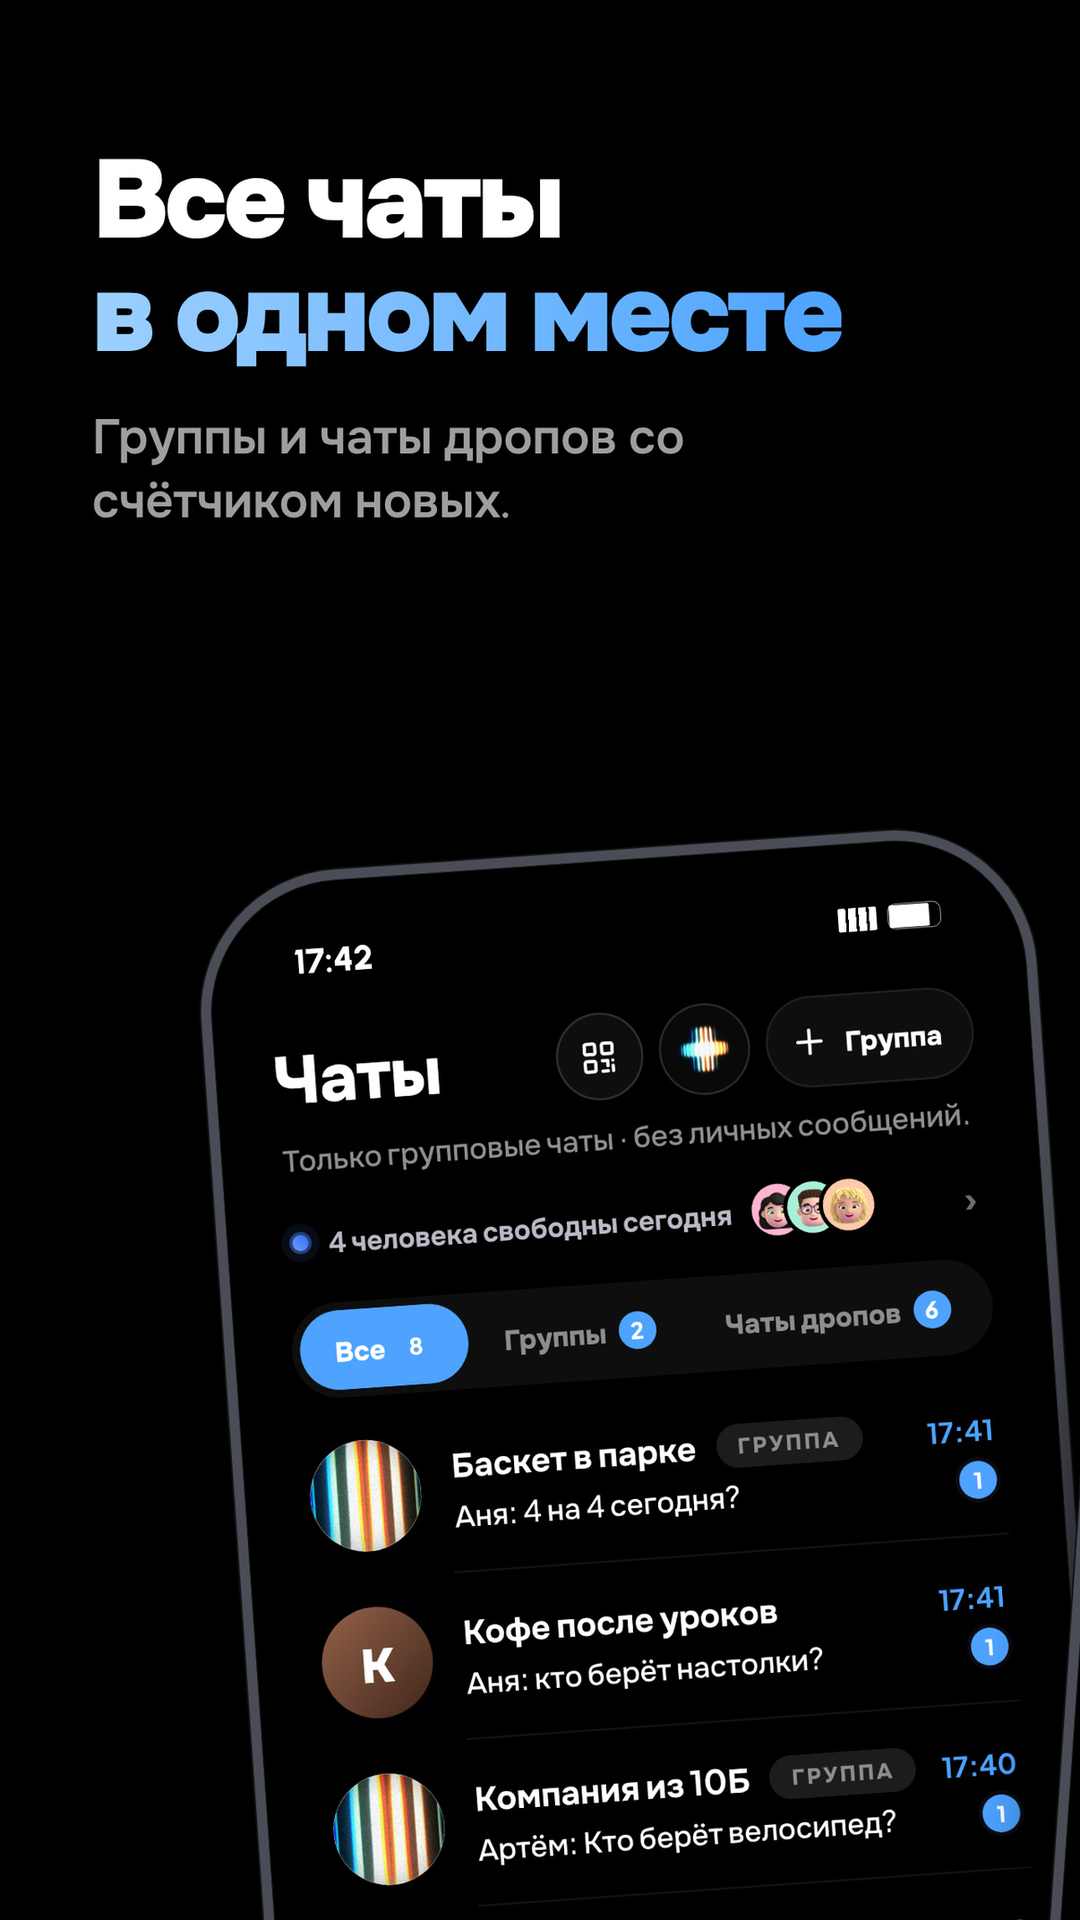 Все чаты
в одном месте
Группы и чаты дропов со
счётчиком новых.
17:42
Чаты
Группа
Только групповые чаты · без личных сообщений.
4 человека свободны сегодня
Все 8
Группы 2
Чаты дропов 6
Баскет в парке ГРУППА 17:41
Аня: 4 на 4 сегодня? 1
Кофе после уроков 17:41
К
Аня: кто берёт настолки? 1
Компания из 10Б ГРУППА 17:40
Артём: Кто берёт велосипед? 1